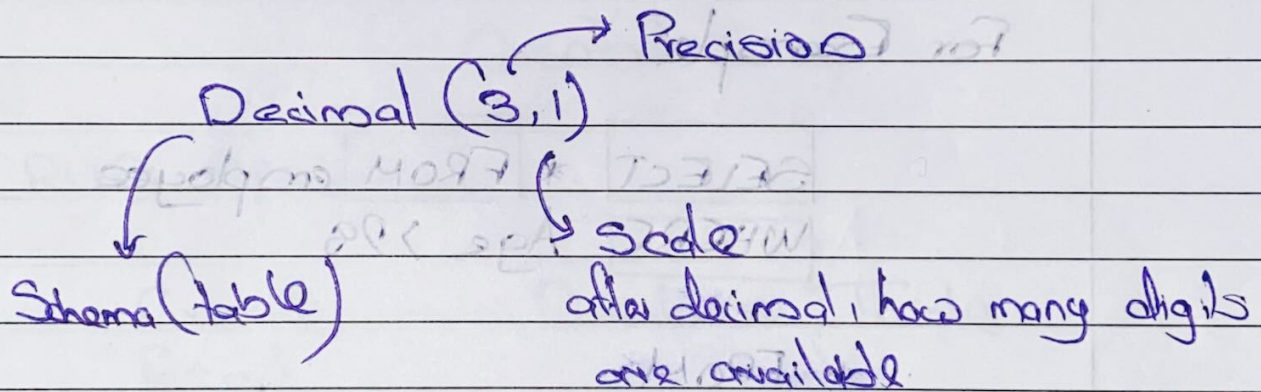 Precision
Decimal (3,1)
Scale
Schema (table)
after decimal, how many digits
are available